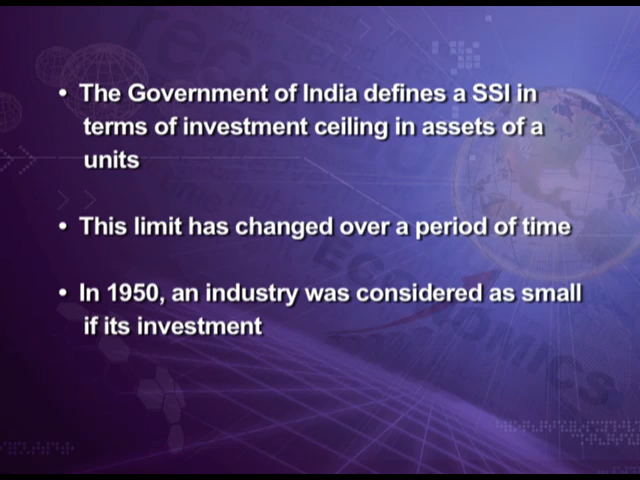 • The Government of India defines a SSI in
terms of investment ceiling in assets of a
units
• This limit has changed over a period of time
• In 1950, an industry was considered as small
if its investment
ECONOMICS